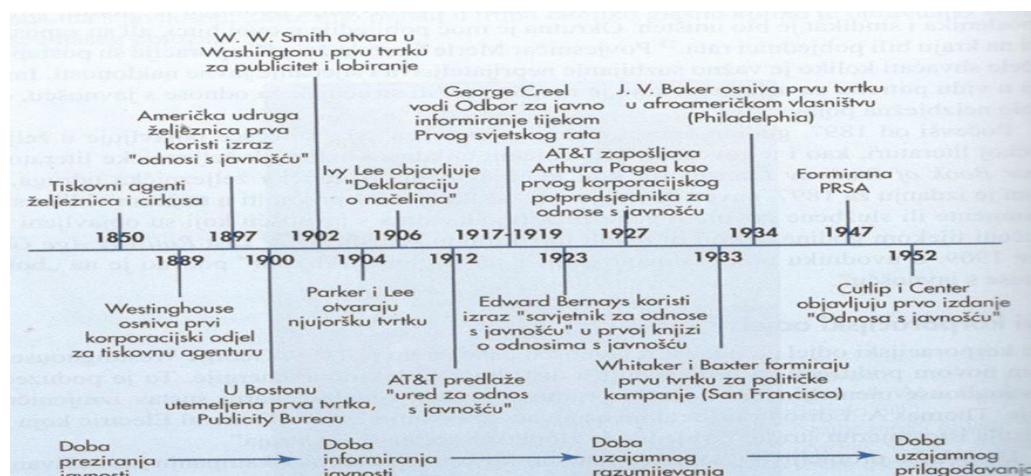 W. W. Smith otvara u
Washingtonu prvu tvrtku
za publicitet i lobiranje
Američka udruga
željeznica prva
koristi izraz
"odnosi s javnošću"
George Creel
vodi Odbor za javno
informiranje tijekom
Prvog svjetskog rata
J. V. Baker osniva prvu tvrtku
u afroameričkom vlasništvu
(Philadelphia)
Tiskovni agenti
željeznica i cirkusa
Ivy Lee objavljuje
"Deklaraciju
o načelima"
AT&T zapošljava
Arthura Pagea kao
prvog korporacijskog
potpredsjednika za
odnose s javnošću
Formirana
PRSA
1850 1897 1902 1906 1917-1919 1927 1934 1947
1889 1900 1904 1912 1923 1933 1952
Westinghouse
osniva prvi
korporacijski odjel
za tiskovnu agenturu
Parker i Lee
otvaraju
njujoršku tvrtku
Edward Bernays koristi
izraz "savjetnik za odnose
s javnošću" u prvoj knjizi
o odnosima s javnošću
Cutlip i Center
objavljuju prvo izdanje
"Odnosa s javnošću"
U Bostonu
utemeljena prva tvrtka,
Publicity Bureau
AT&T predlaže
"ured za odnos
s javnošću"
Whitaker i Baxter formiraju
prvu tvrtku za političke
kampanje (San Francisco)
Doba
preziranja
javnosti
Doba
informiranja
javnosti
Doba
uzajamnog
razumijevanja
Doba
uzajamnog
prilagođavanja